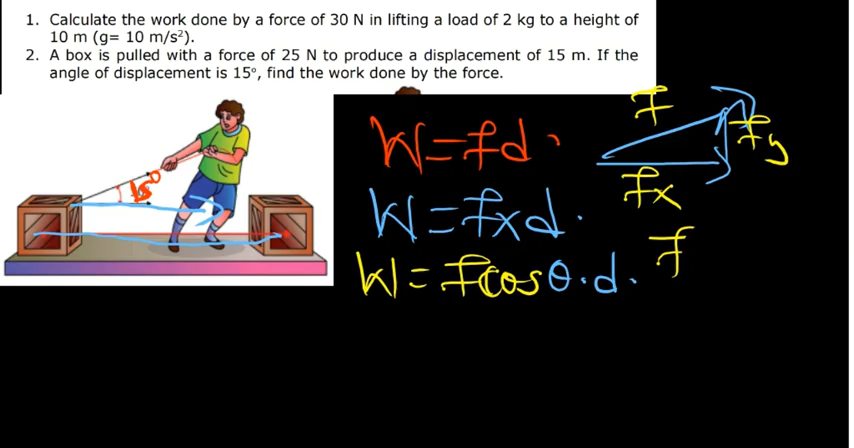 1. Calculate the work done by a force of 30 N in lifting a load of 2 kg to a height of
10 m (g= 10 m/s²).
2. A box is pulled with a force of 25 N to produce a displacement of 15 m. If the
angle of displacement is 15°, find the work done by the force.
15°
W=fd.
W=fxd.
W=fcosθ.d.
f
fy
fx
f